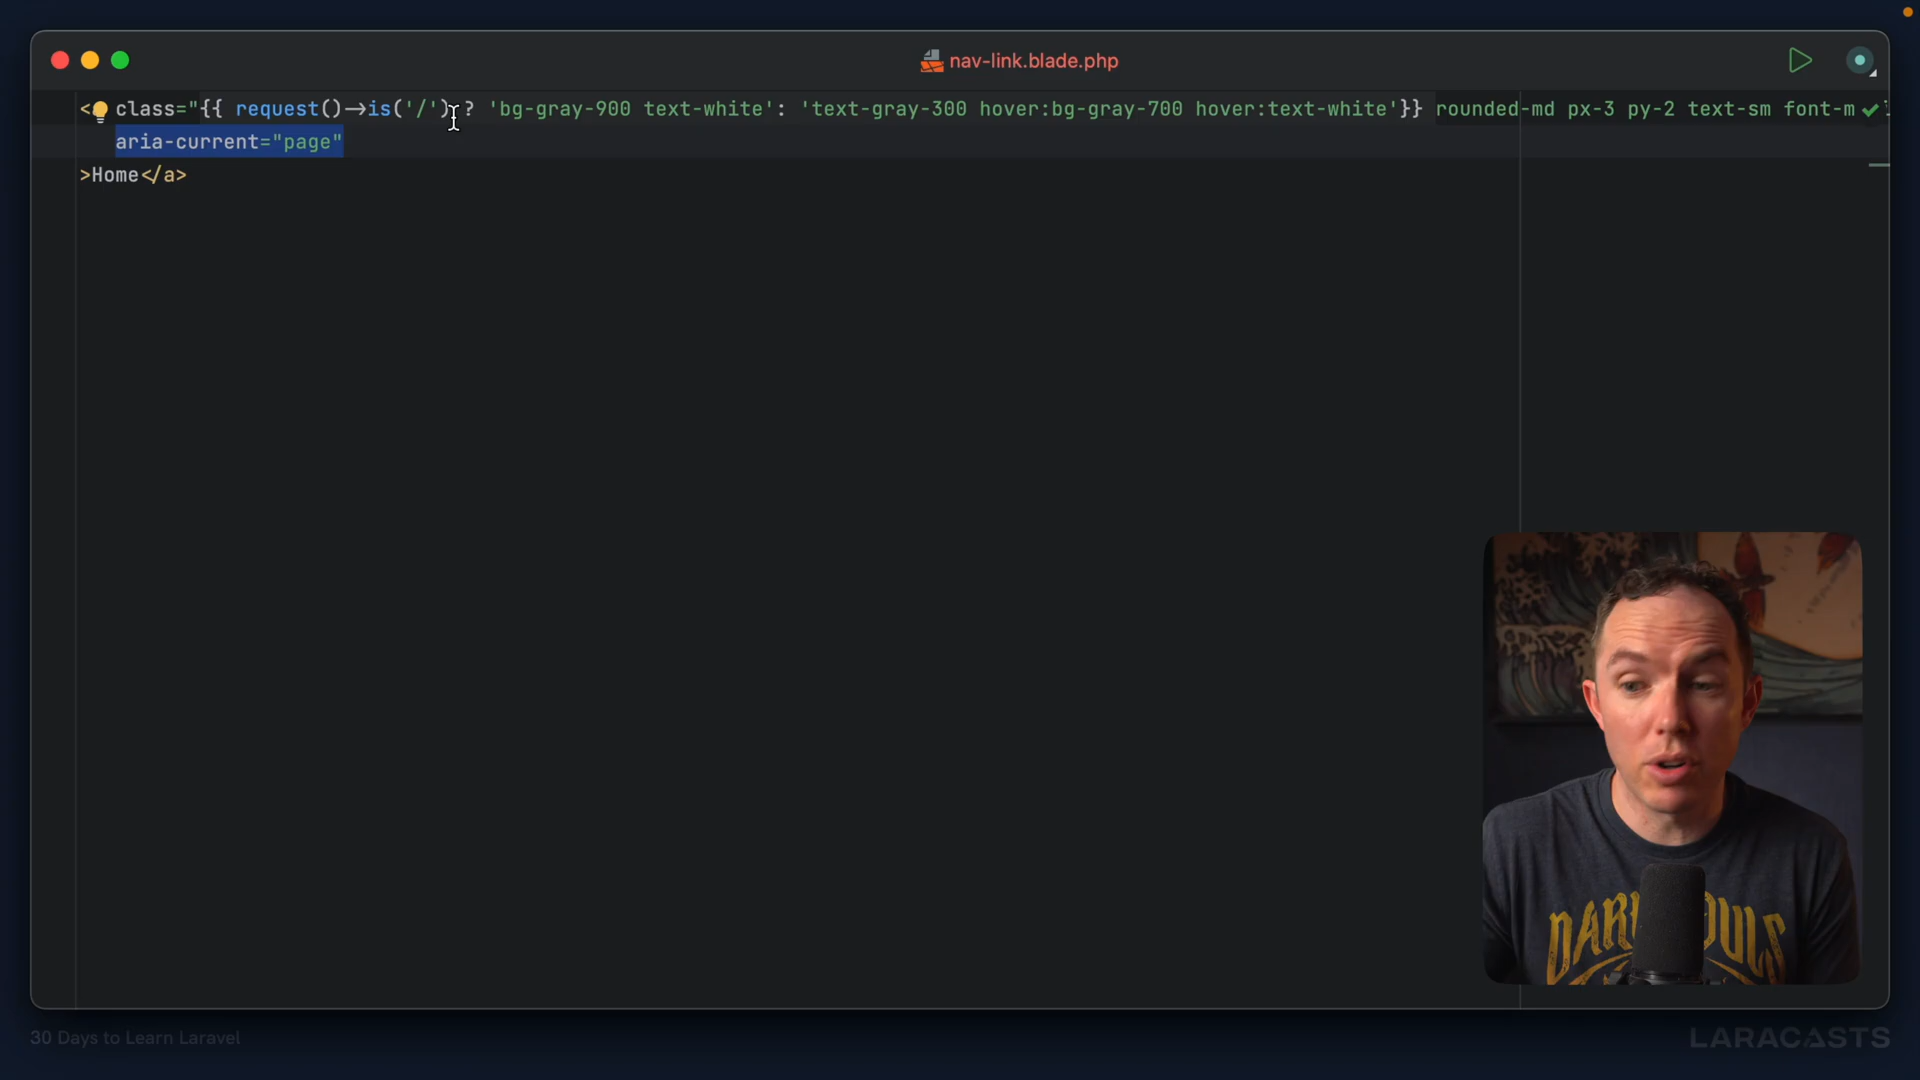 nav-link.blade.php
< class="{{ request()->is('/') ? 'bg-gray-900 text-white': 'text-gray-300 hover:bg-gray-700 hover:text-white'}} rounded-md px-3 py-2 text-sm font-m
aria-current="page"
>Home</a>
DARK SOULS
30 Days to Learn Laravel
LARACASTS